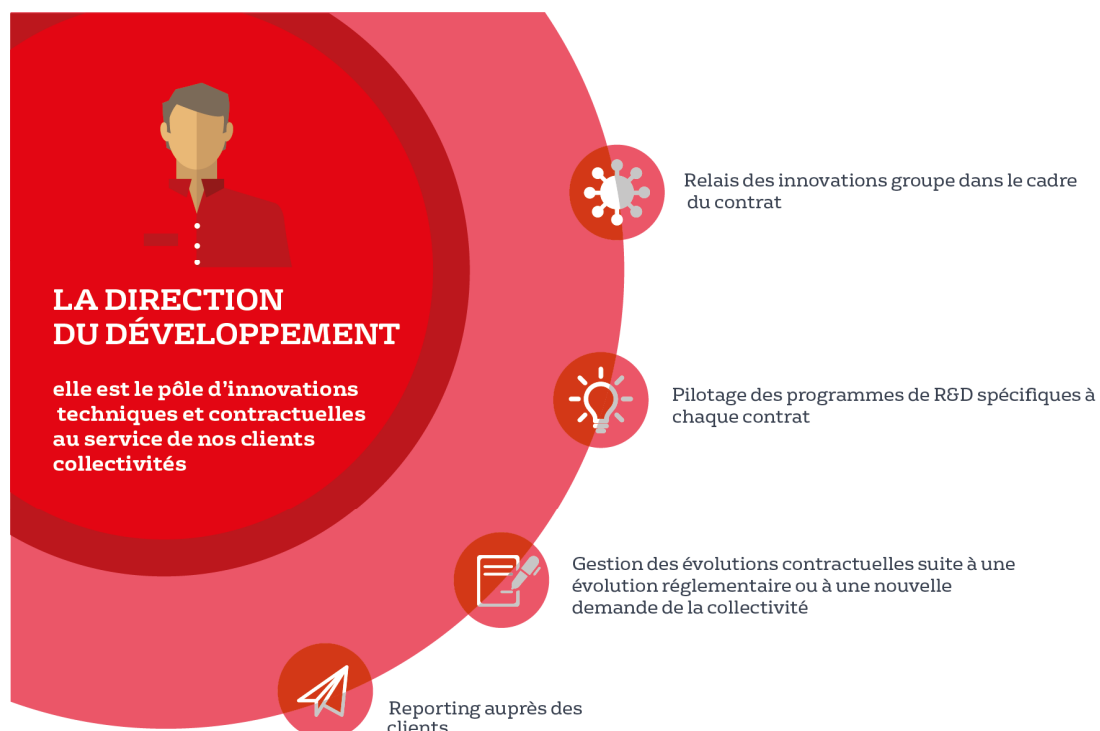 LA DIRECTION
DU DÉVELOPPEMENT
elle est le pôle d'innovations
techniques et contractuelles
au service de nos clients
collectivités
Relais des innovations groupe dans le cadre
du contrat
Pilotage des programmes de R&D spécifiques à
chaque contrat
Gestion des évolutions contractuelles suite à une
évolution réglementaire ou à une nouvelle
demande de la collectivité
Reporting auprès des
clients